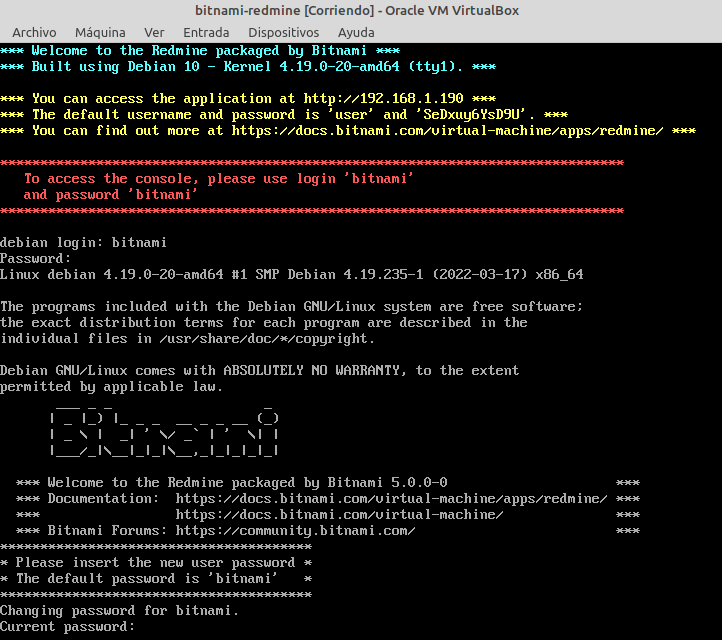 bitnami-redmine [Corriendo] - Oracle VM VirtualBox
Archivo Máquina Ver Entrada Dispositivos Ayuda
*** Welcome to the Redmine packaged by Bitnami ***
*** Built using Debian 10 - Kernel 4.19.0-20-amd64 (tty1). ***
*** You can access the application at http://192.168.1.190 ***
*** The default username and password is 'user' and 'SeDxuy6YsD9U'. ***
*** You can find out more at https://docs.bitnami.com/virtual-machine/apps/redmine/ ***
******************************************************************************
To access the console, please use login 'bitnami'
and password 'bitnami'
******************************************************************************
debian login: bitnami
Password:
Linux debian 4.19.0-20-amd64 #1 SMP Debian 4.19.235-1 (2022-03-17) x86_64
The programs included with the Debian GNU/Linux system are free software;
the exact distribution terms for each program are described in the
individual files in /usr/share/doc/*/copyright.
Debian GNU/Linux comes with ABSOLUTELY NO WARRANTY, to the extent
permitted by applicable law.
Bitnami
*** Welcome to the Redmine packaged by Bitnami 5.0.0-0 ***
*** Documentation: https://docs.bitnami.com/virtual-machine/apps/redmine/ ***
*** https://docs.bitnami.com/virtual-machine/ ***
*** Bitnami Forums: https://community.bitnami.com/ ***
***************************************
* Please insert the new user password *
* The default password is 'bitnami' *
***************************************
Changing password for bitnami.
Current password: